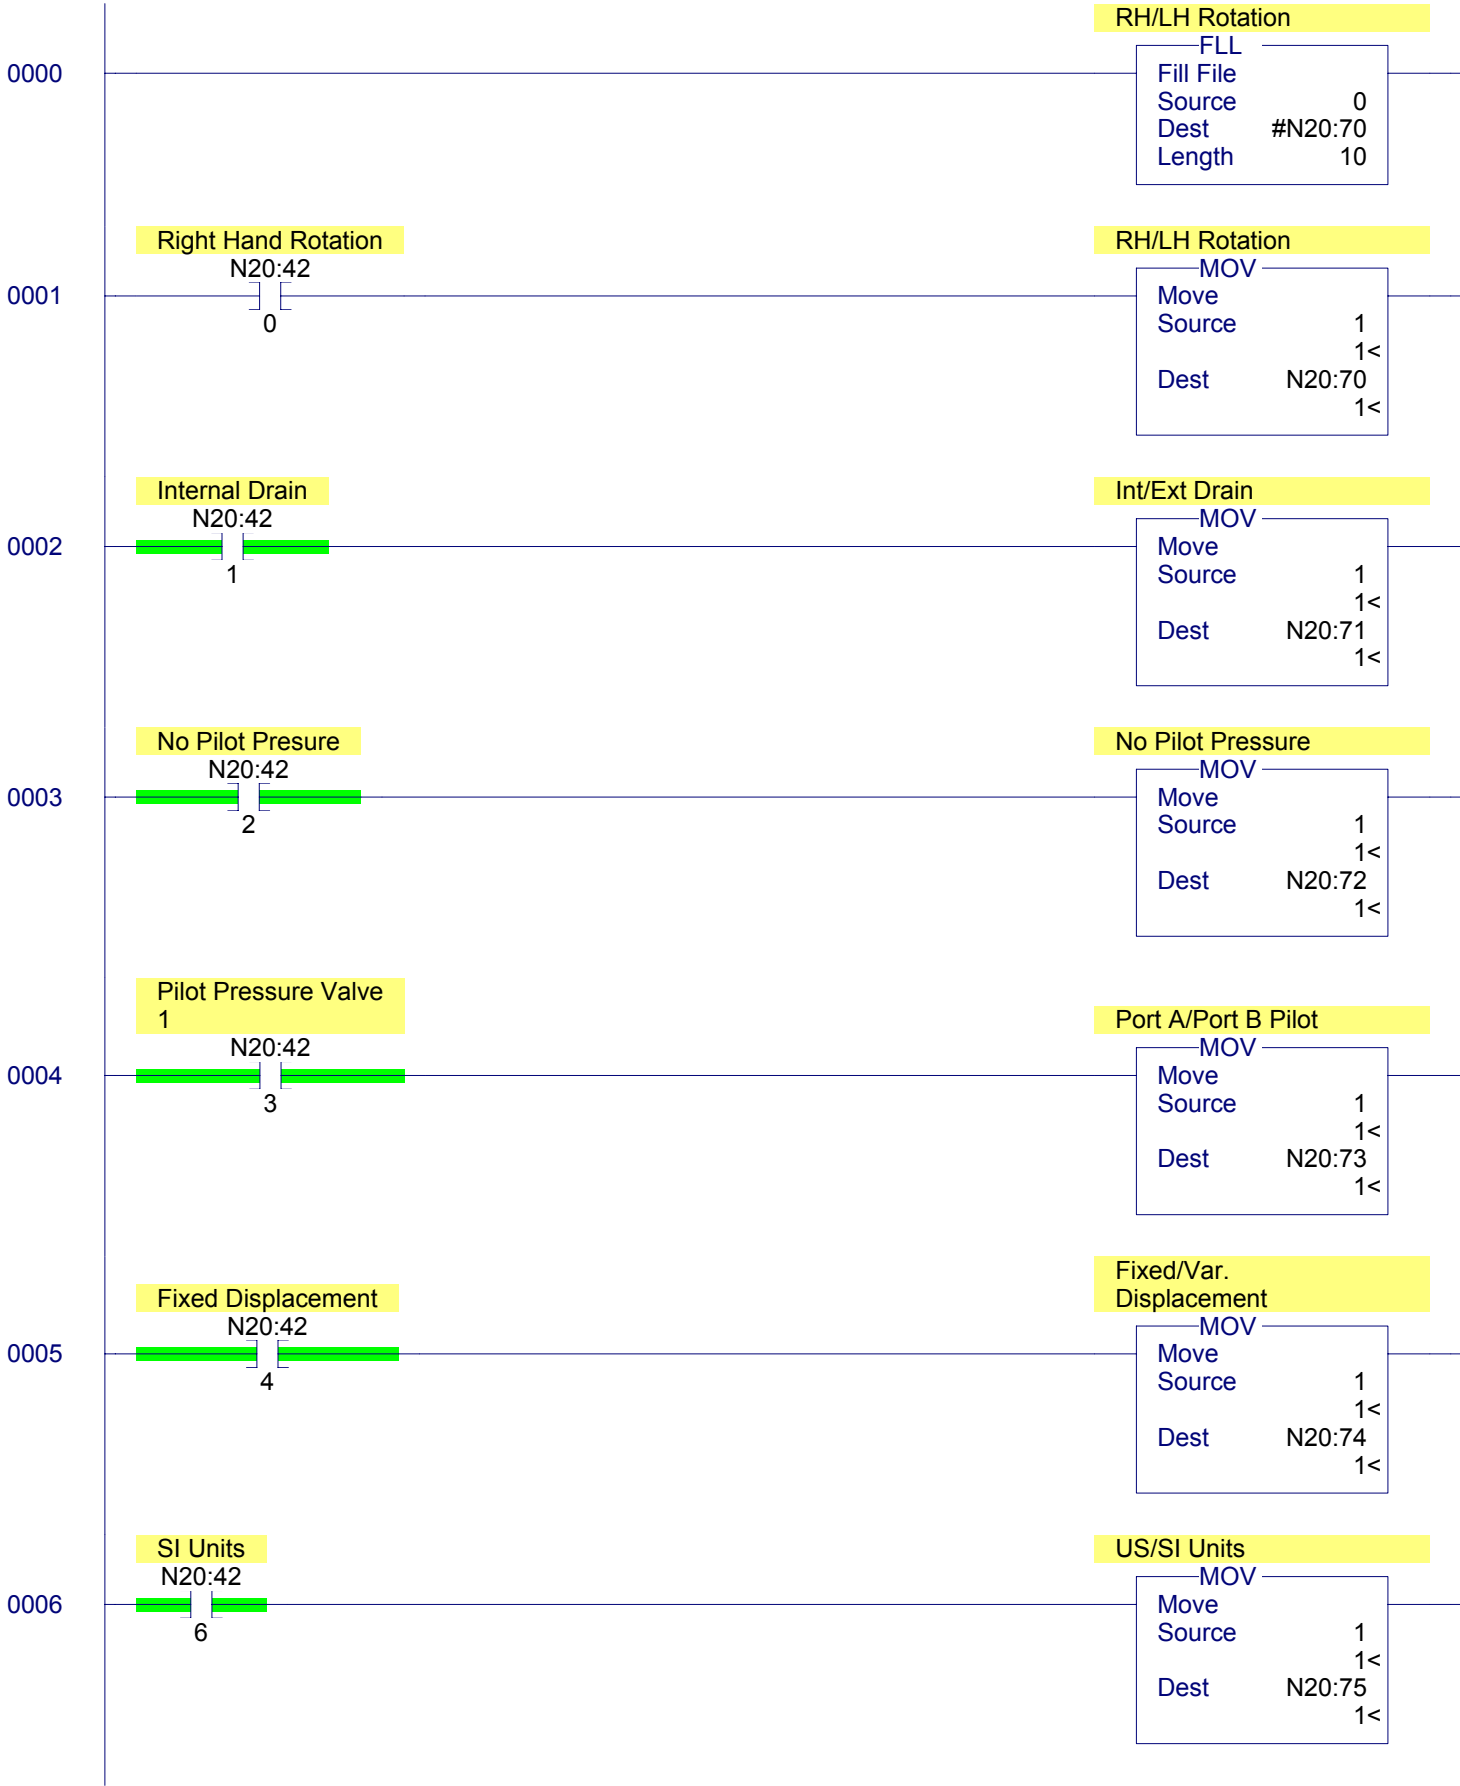 RH/LH Rotation
FLL
0000
Fill File
Source 0
Dest #N20:70
Length 10
Right Hand Rotation
RH/LH Rotation
N20:42
MOV
0001
Move
0
Source 1
1<
Dest N20:70
1<
Internal Drain
Int/Ext Drain
N20:42
MOV
0002
Move
1
Source 1
1<
Dest N20:71
1<
No Pilot Presure
No Pilot Pressure
N20:42
MOV
0003
Move
2
Source 1
1<
Dest N20:72
1<
Pilot Pressure Valve
1
Port A/Port B Pilot
N20:42
MOV
0004
Move
3
Source 1
1<
Dest N20:73
1<
Fixed/Var.
Displacement
Fixed Displacement
N20:42
MOV
0005
Move
4
Source 1
1<
Dest N20:74
1<
SI Units
US/SI Units
N20:42
MOV
0006
Move
6
Source 1
1<
Dest N20:75
1<